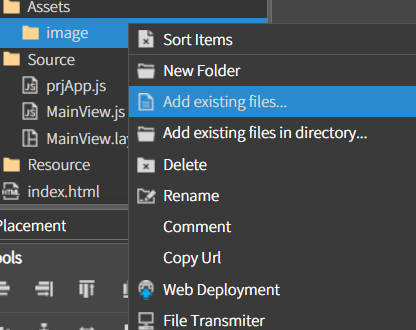 Assets
image
Source
prjApp.js
MainView.js
MainView.lay
Resource
index.html
Placement
ools
Sort Items
New Folder
Add existing files...
Add existing files in directory...
Delete
Rename
Comment
Copy Url
Web Deployment
File Transmiter